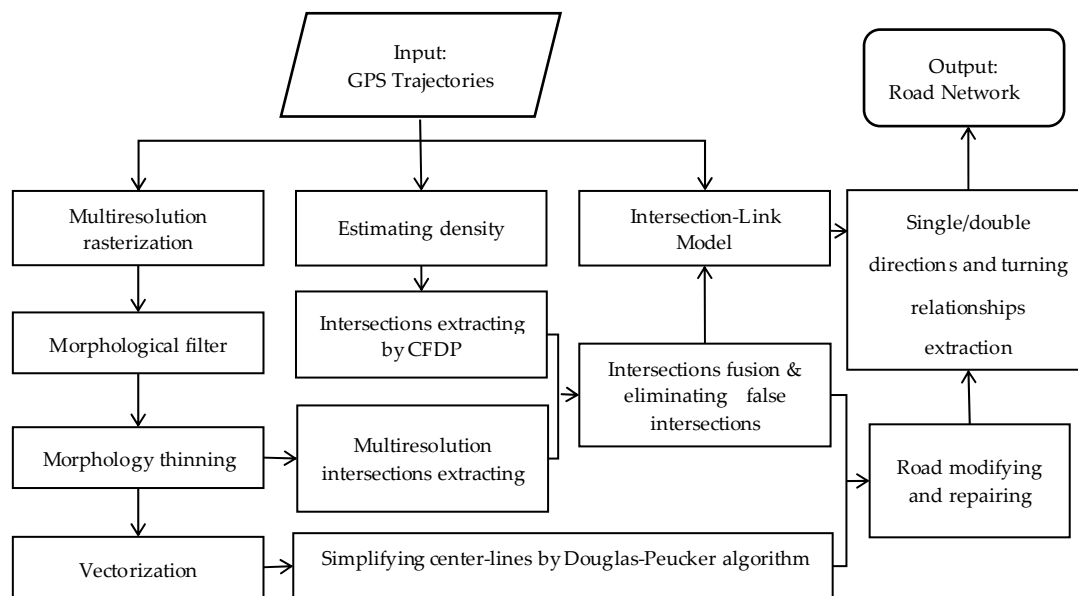 Input:
GPS Trajectories
Output:
Road Network
Multiresolution
rasterization
Estimating density
Intersection-Link
Model
Single/double
directions and turning
relationships
extraction
Morphological filter
Intersections extracting
by CFDP
Intersections fusion &
eliminating false
intersections
Morphology thinning
Multiresolution
intersections extracting
Road modifying
and repairing
Vectorization
Simplifying center-lines by Douglas-Peucker algorithm